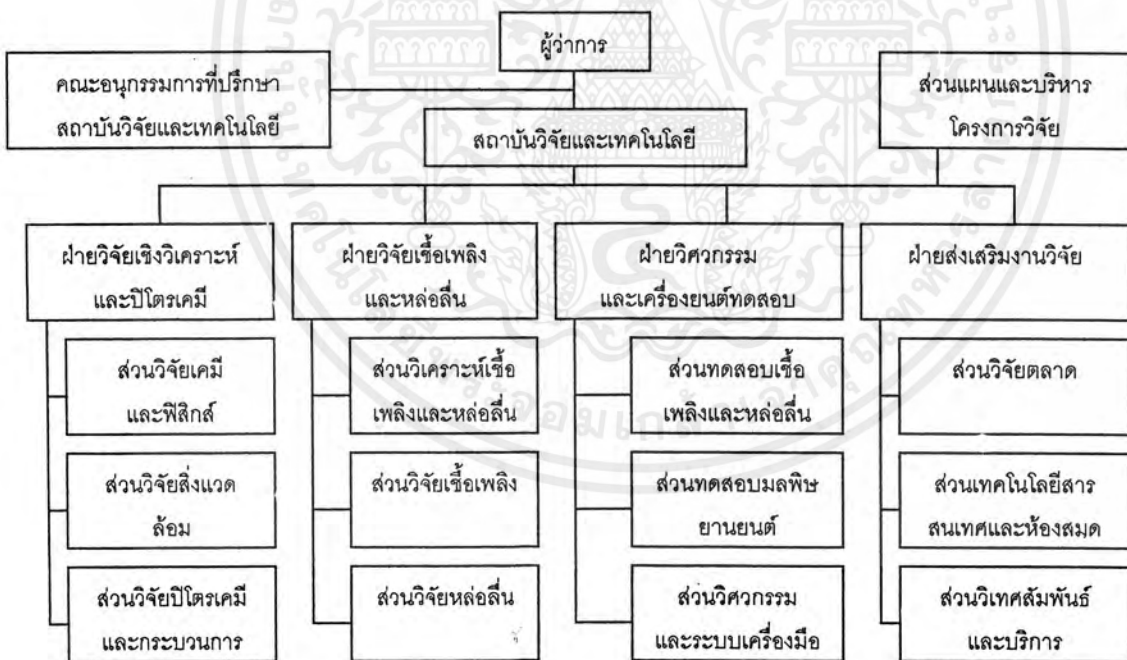 ผู้ว่าการ
คณะอนุกรรมการที่ปรึกษา
สถาบันวิจัยและเทคโนโลยี
ส่วนแผนและบริหาร
โครงการวิจัย
สถาบันวิจัยและเทคโนโลยี
ฝ่ายวิจัยเชิงวิเคราะห์
และปิโตรเคมี
ฝ่ายวิจัยเชื้อเพลิง
และหล่อลื่น
ฝ่ายวิศวกรรม
และเครื่องยนต์ทดสอบ
ฝ่ายส่งเสริมงานวิจัย
ส่วนวิจัยเคมี
และฟิสิกส์
ส่วนวิเคราะห์เชื้อ
เพลิงและหล่อลื่น
ส่วนทดสอบเชื้อ
เพลิงและหล่อลื่น
ส่วนวิจัยตลาด
ส่วนวิจัยสิ่งแวด
ล้อม
ส่วนวิจัยเชื้อเพลิง
ส่วนทดสอบมลพิษ
ยานยนต์
ส่วนเทคโนโลยีสาร
สนเทศและห้องสมุด
ส่วนวิจัยปิโตรเคมี
และกระบวนการ
ส่วนวิจัยหล่อลื่น
ส่วนวิศวกรรม
และระบบเครื่องมือ
ส่วนวิเทศสัมพันธ์
และบริการ